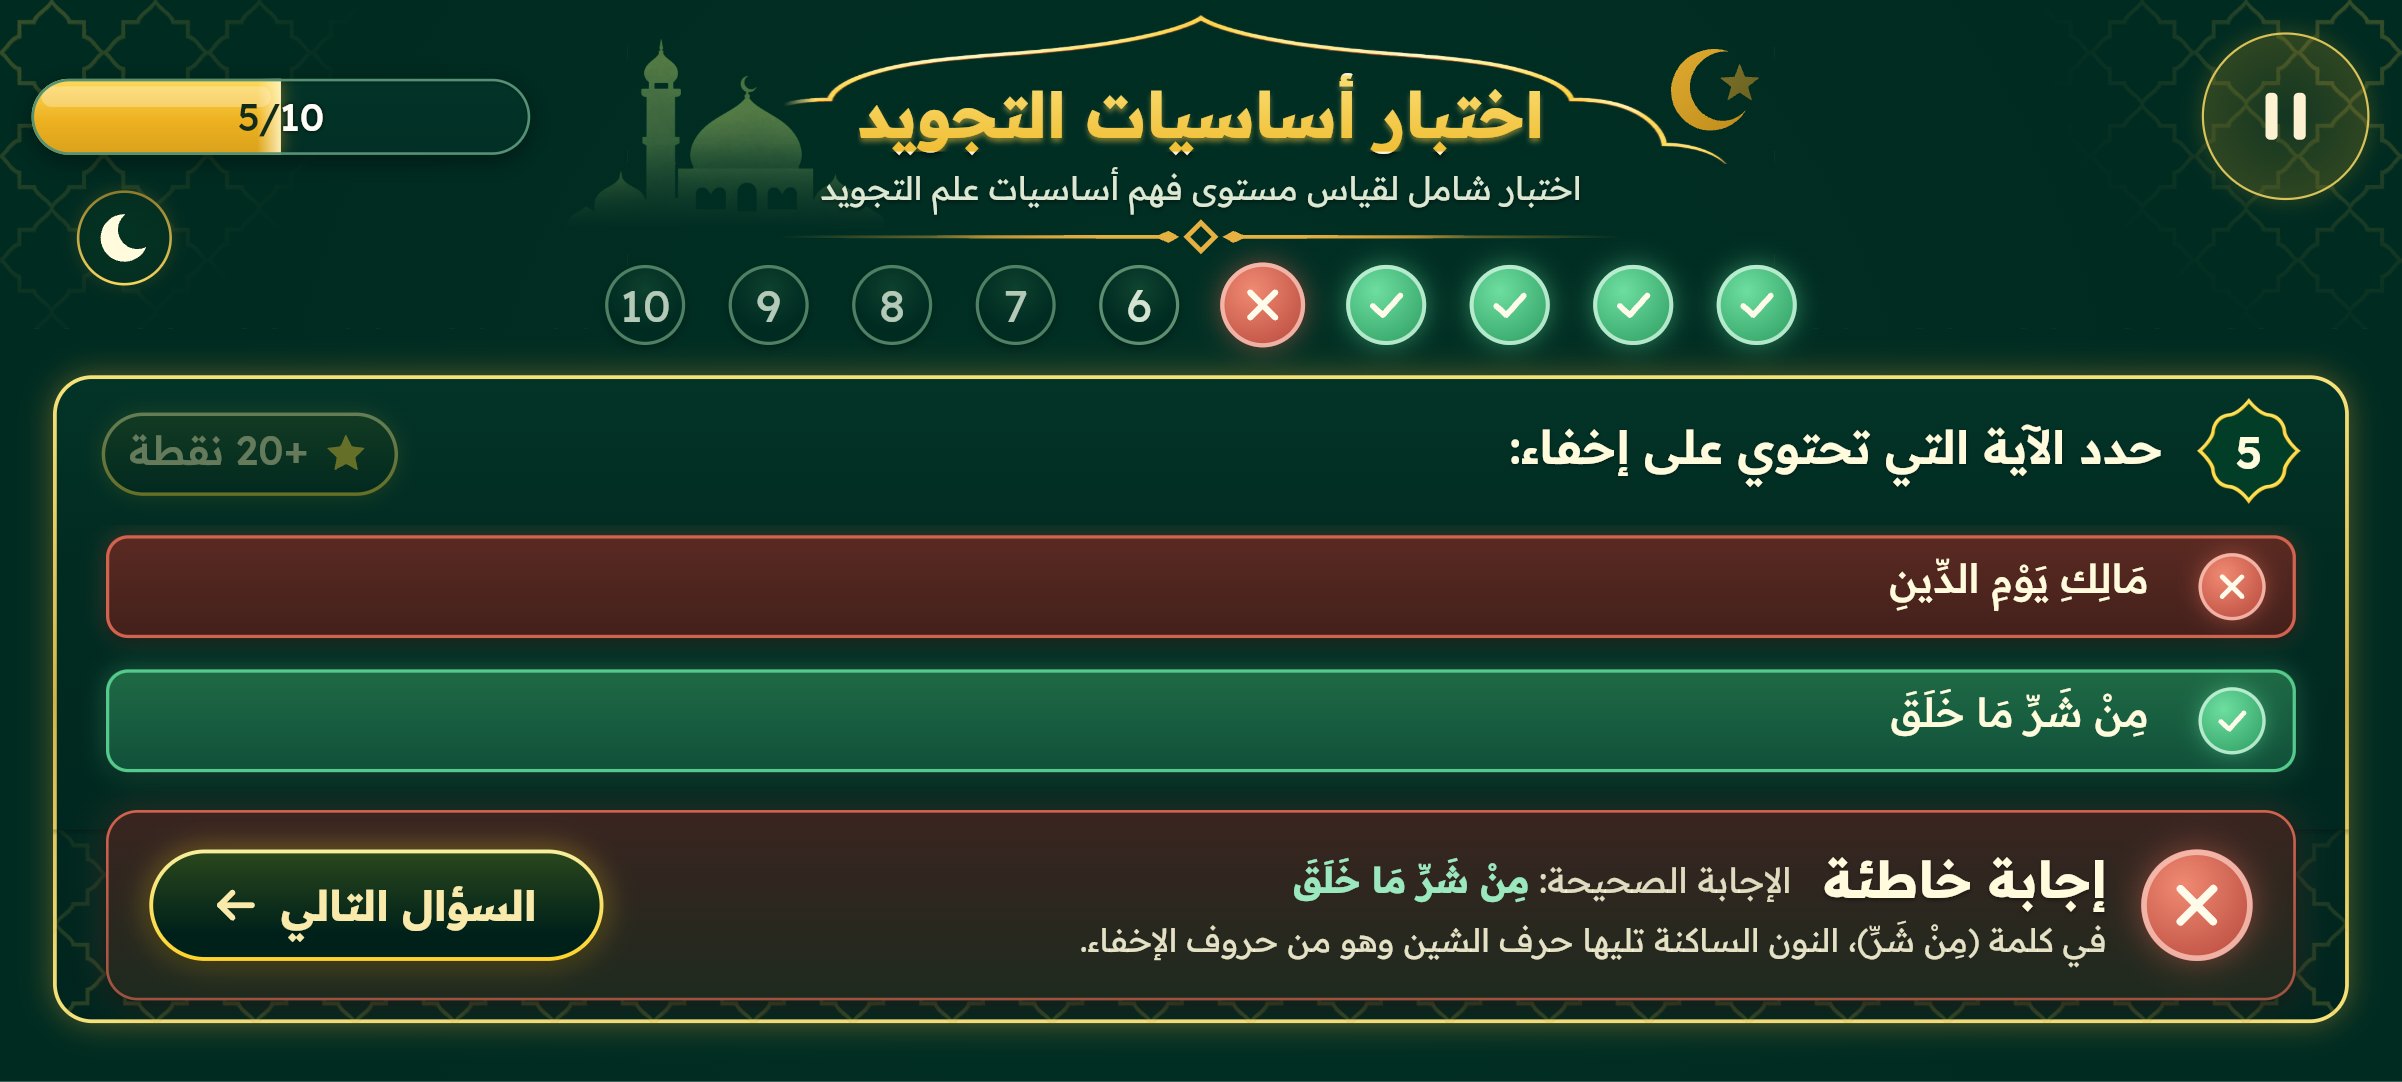 5/10
اختبار أساسيات التجويد
اختبار شامل لقياس مستوى فهم أساسيات علم التجويد
6 7 8 9 10
5
حدد الآية التي تحتوي على إخفاء:
+20 نقطة
مَالِكِ يَوْمِ الدِّينِ
مِنْ شَرِّ مَا خَلَقَ
إجابة خاطئة الإجابة الصحيحة: مِنْ شَرِّ مَا خَلَقَ
في كلمة (مِنْ شَرِّ)، النون الساكنة تليها حرف الشين وهو من حروف الإخفاء.
السؤال التالي